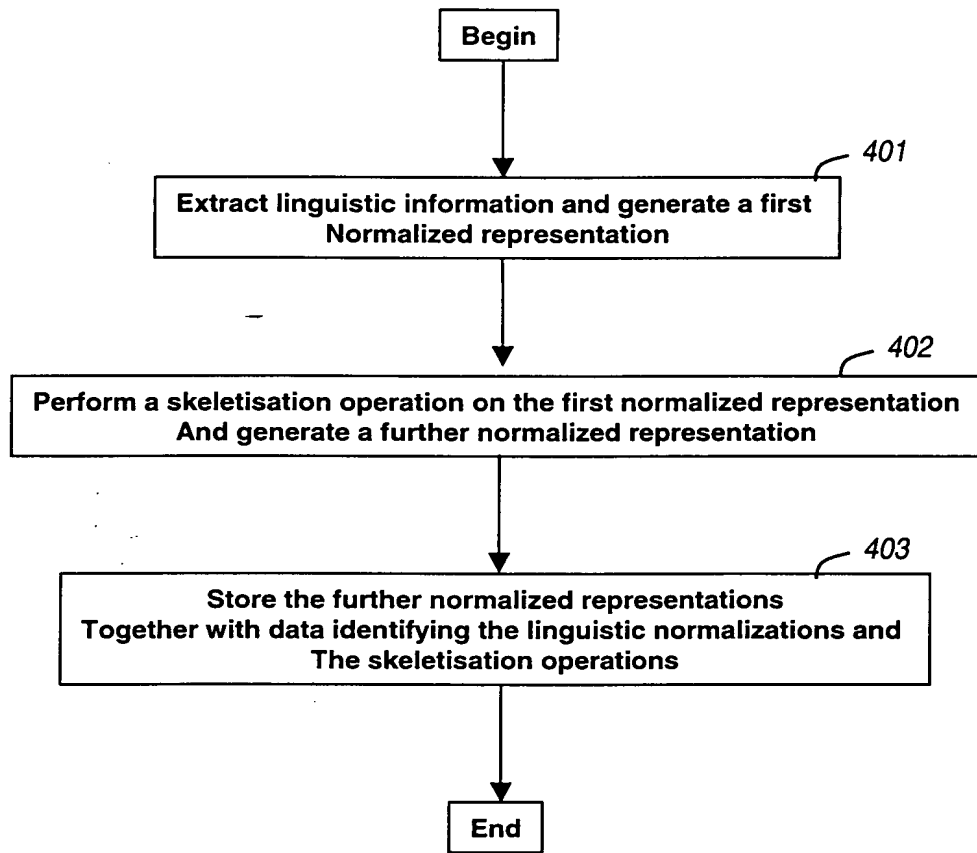 Begin
401
Extract linguistic information and generate a first
Normalized representation
402
Perform a skeletisation operation on the first normalized representation
And generate a further normalized representation
403
Store the further normalized representations
Together with data identifying the linguistic normalizations and
The skeletisation operations
End